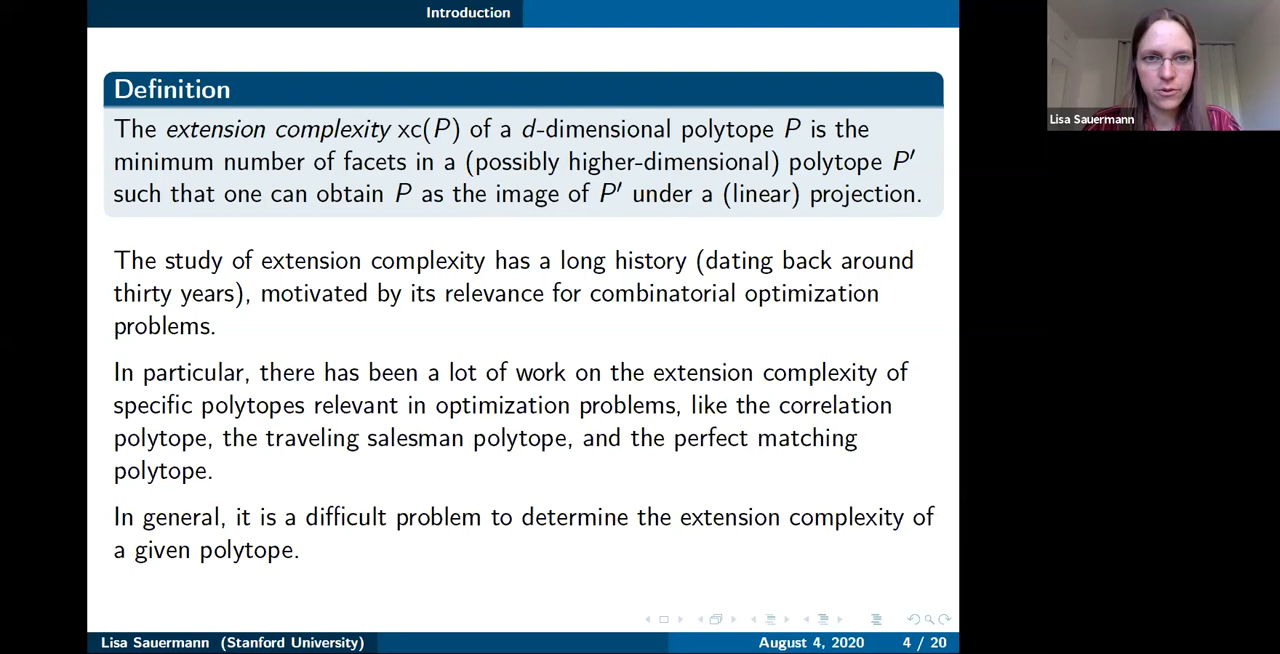 Introduction
Definition
The extension complexity xc(P) of a d-dimensional polytope P is the
minimum number of facets in a (possibly higher-dimensional) polytope P′
such that one can obtain P as the image of P′ under a (linear) projection.
The study of extension complexity has a long history (dating back around
thirty years), motivated by its relevance for combinatorial optimization
problems.
In particular, there has been a lot of work on the extension complexity of
specific polytopes relevant in optimization problems, like the correlation
polytope, the traveling salesman polytope, and the perfect matching
polytope.
In general, it is a difficult problem to determine the extension complexity of
a given polytope.
Lisa Sauermann (Stanford University)
August 4, 2020
4 / 20
Lisa Sauermann